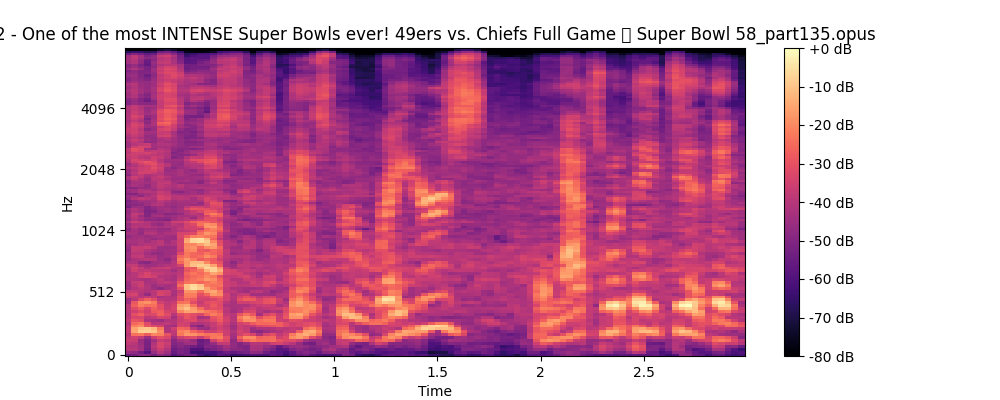 2 - One of the most INTENSE Super Bowls ever! 49ers vs. Chiefs Full Game Super Bowl 58_part135.opus
+0 dB
4096
-10 dB
-20 dB
2048
-30 dB
Hz
1024
-40 dB
-50 dB
512
-60 dB
-70 dB
0
-80 dB
0 0.5 1 1.5 2 2.5
Time